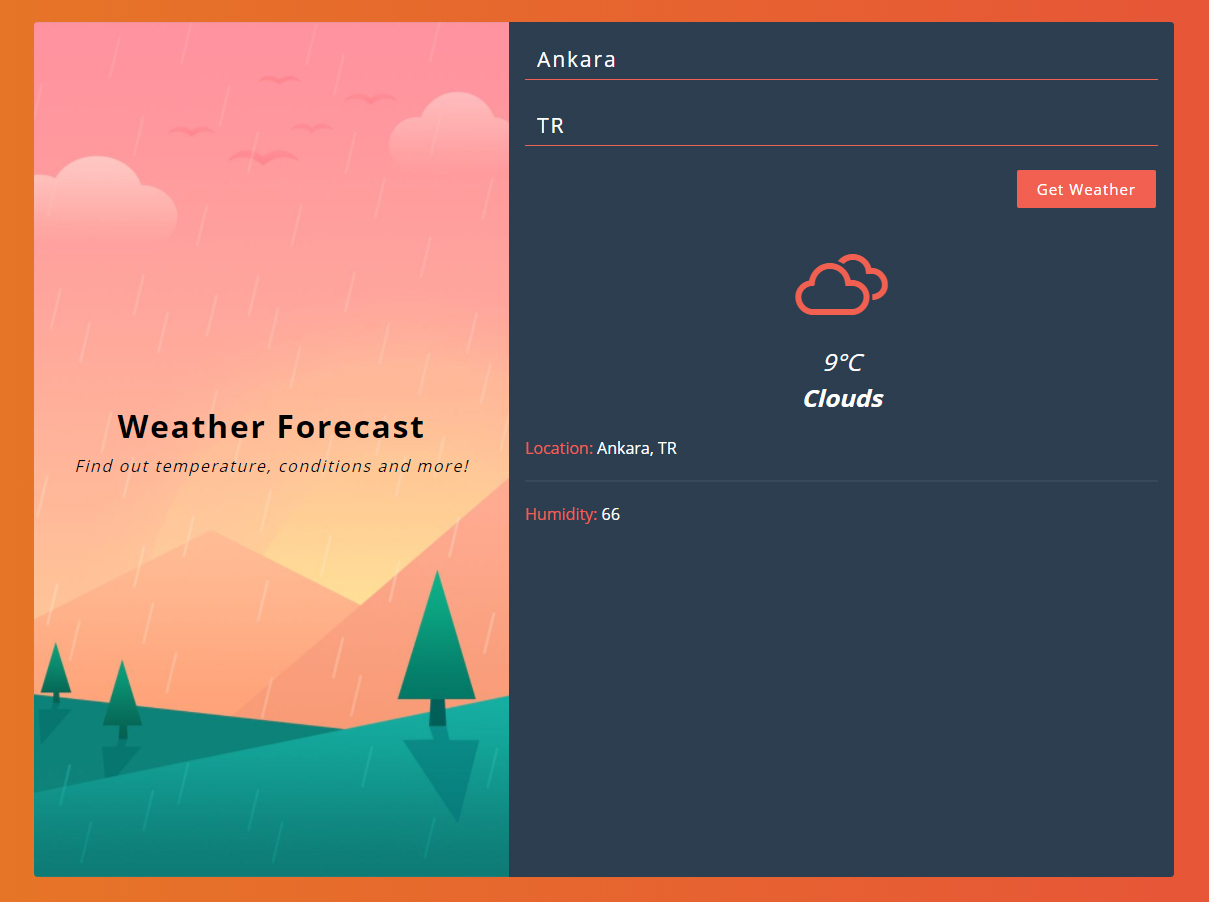 Weather Forecast
Find out temperature, conditions and more!
Ankara
TR
Get Weather
9°C
Clouds
Location: Ankara, TR
Humidity: 66